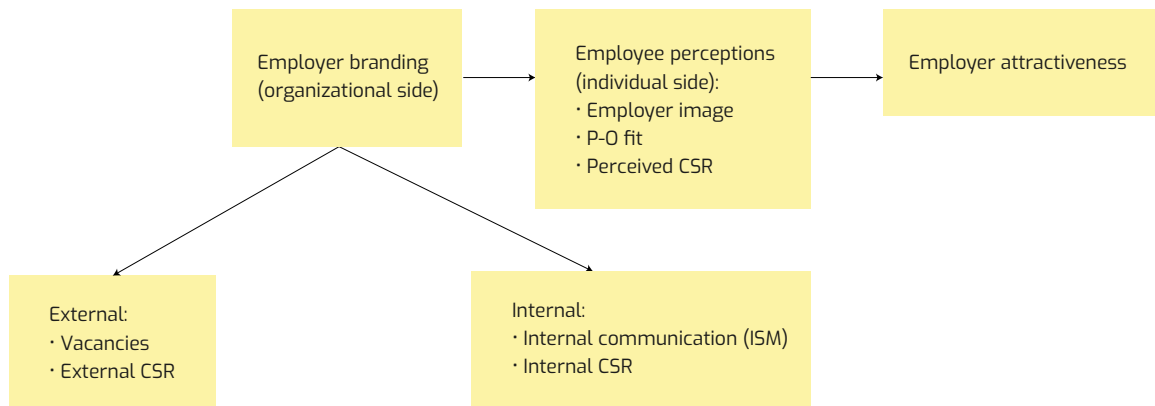 Employer branding
(organizational side)
Employee perceptions
(individual side):
· Employer image
· P-O fit
· Perceived CSR
Employer attractiveness
External:
· Vacancies
· External CSR
Internal:
· Internal communication (ISM)
· Internal CSR